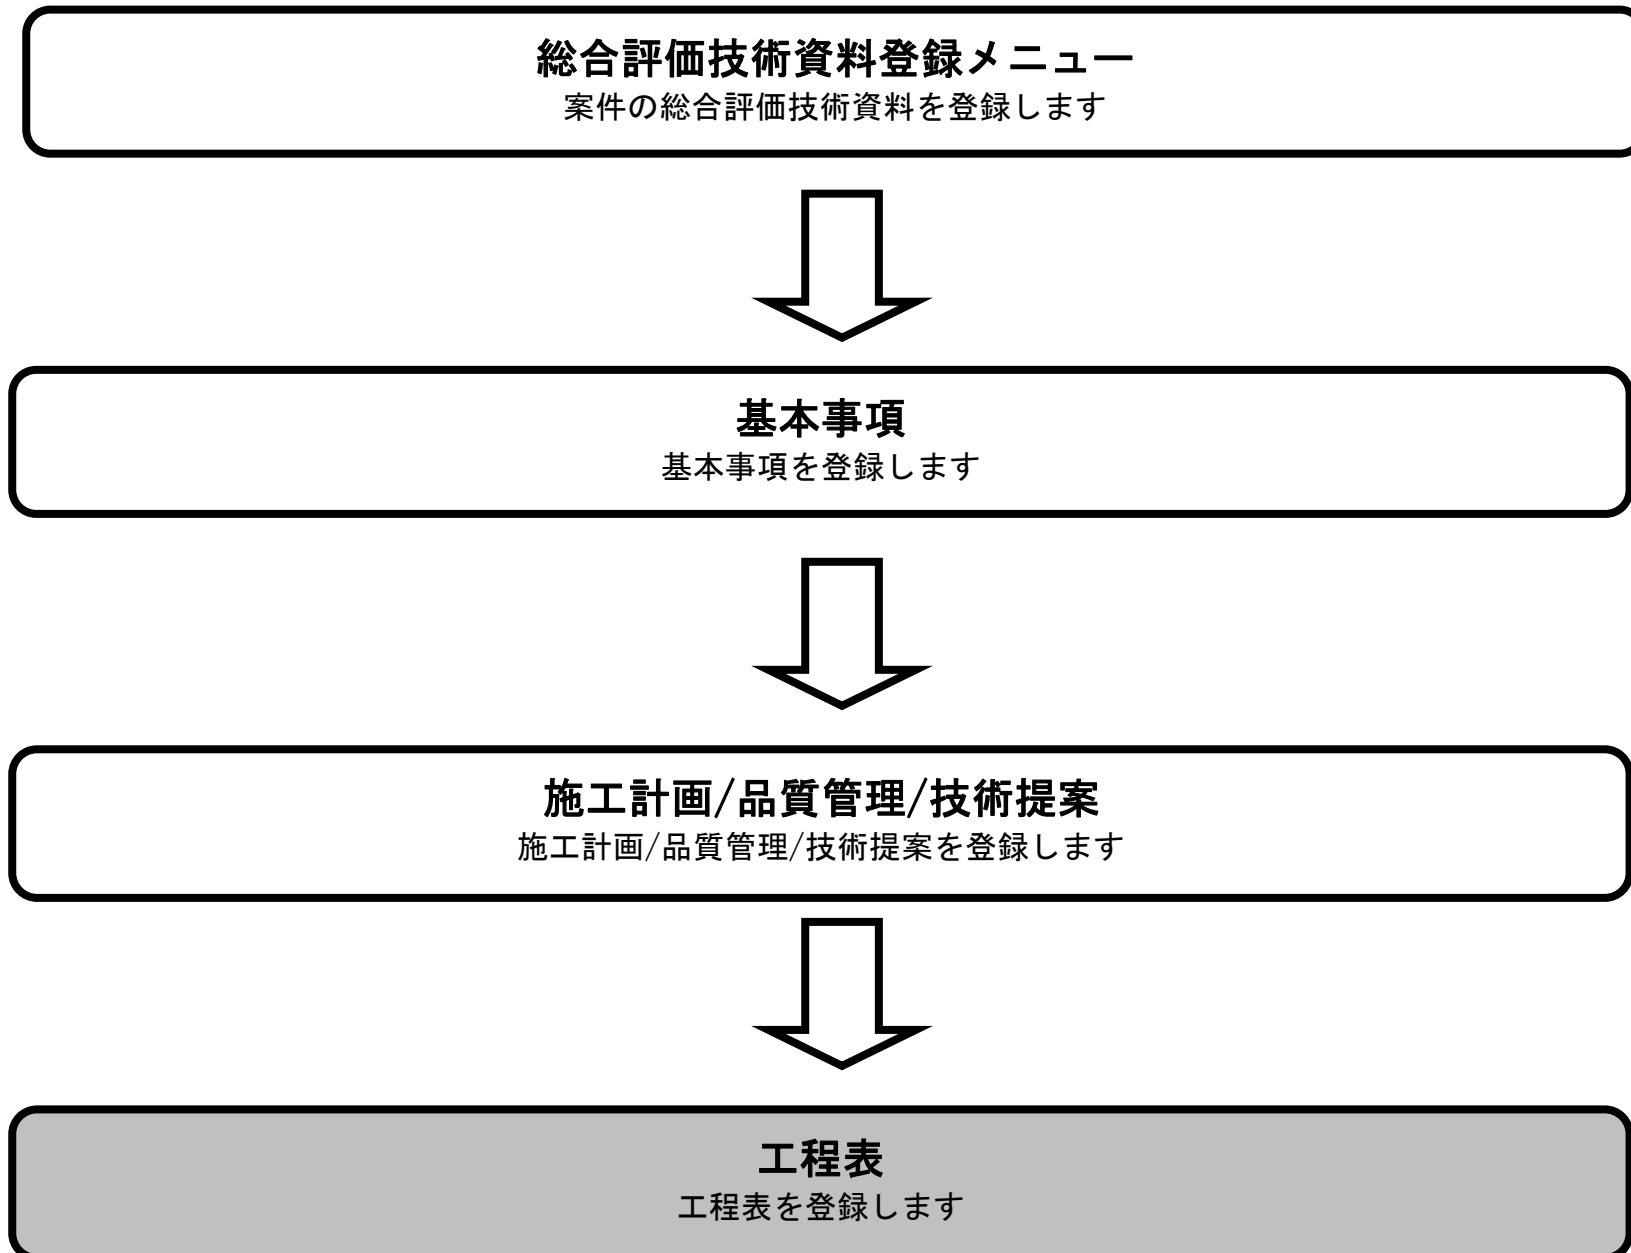 総合評価技術資料登録メニュー
案件の総合評価技術資料を登録します
基本事項
基本事項を登録します
施工計画/品質管理/技術提案
施工計画/品質管理/技術提案を登録します
工程表
工程表を登録します